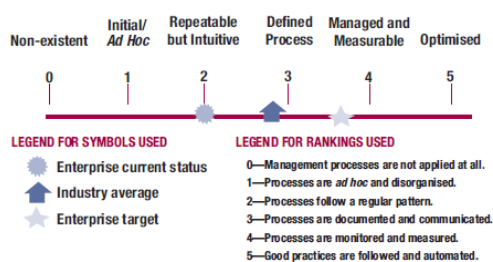 Non-existent
Initial/
Ad Hoc
Repeatable
but Intuitive
Defined
Process
Managed and
Measurable
Optimised
0 1 2 3 4 5
LEGEND FOR SYMBOLS USED
Enterprise current status
Industry average
Enterprise target
LEGEND FOR RANKINGS USED
0—Management processes are not applied at all.
1—Processes are ad hoc and disorganised.
2—Processes follow a regular pattern.
3—Processes are documented and communicated.
4—Processes are monitored and measured.
5—Good practices are followed and automated.